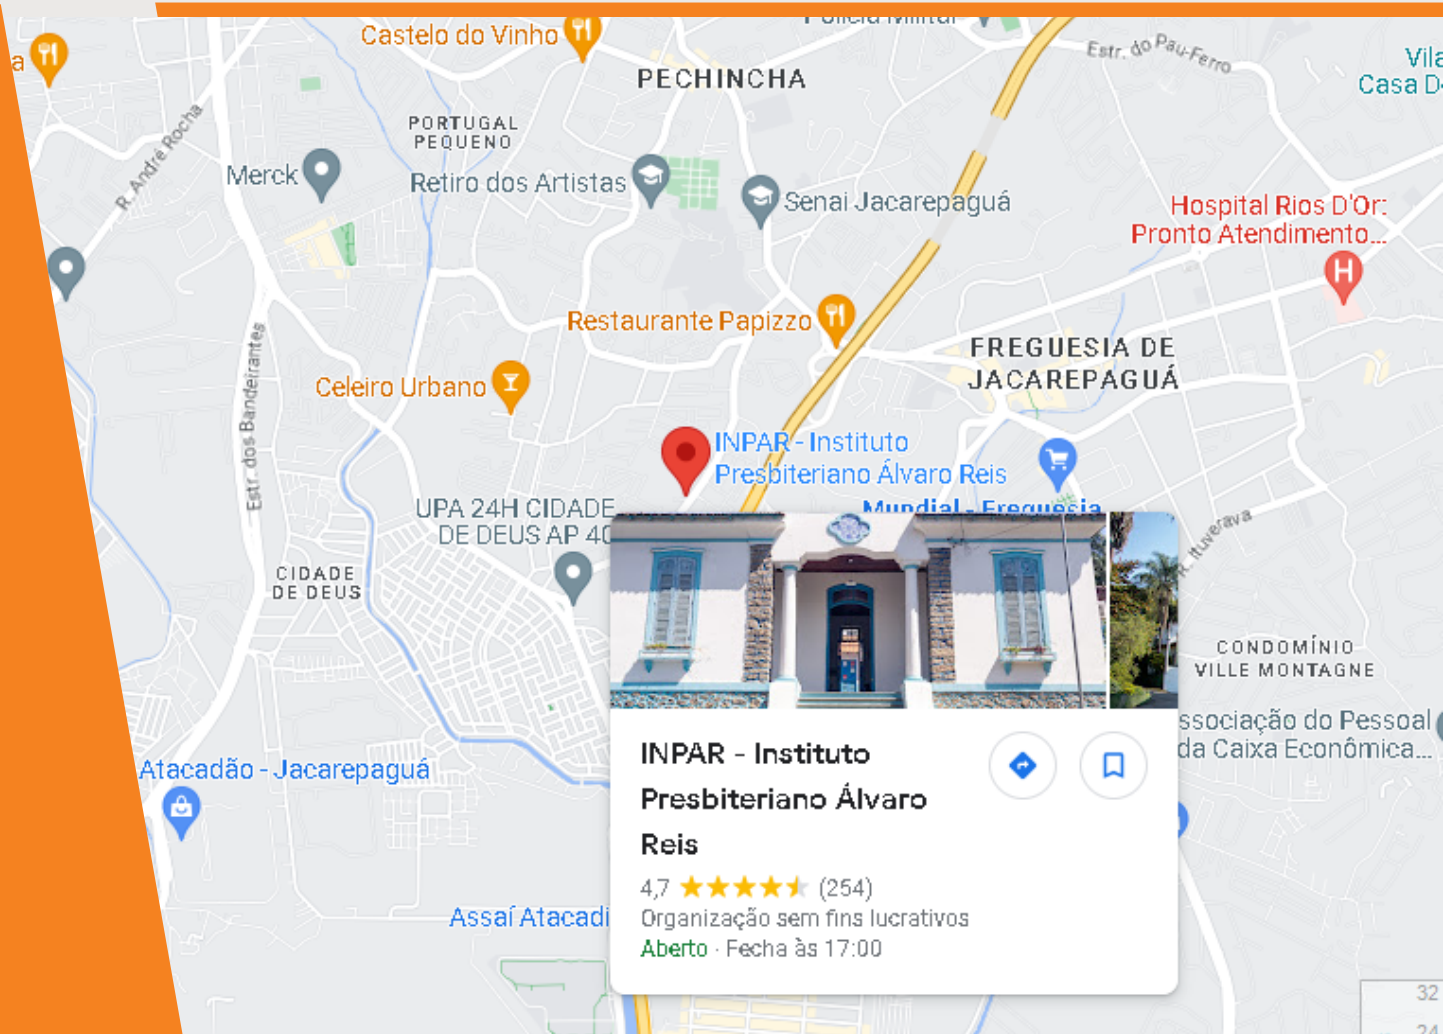 Castelo do Vinho
Polícia Militar
Estr. do Pau-Ferro
a
Casa D
PECHINCHA
PORTUGAL
PEQUENO
R. André Rocha
Merck
Retiro dos Artistas
Senai Jacarepaguá
Hospital Rios D'Or:
Pronto Atendimento...
H
Restaurante Papizzo
FREGUESIA DE
JACAREPAGUÁ
Estr. dos Bandeirantes
Celeiro Urbano
INPAR - Instituto
Presbiteriano Álvaro Reis
Mundial - Freguesia
UPA 24H CIDADE
DE DEUS AP 40
R. Ituverava
CIDADE
DE DEUS
CONDOMÍNIO
VILLE MONTAGNE
ssociação do Pessoal
da Caixa Econômica...
Atacadão - Jacarepaguá
INPAR - Instituto
Presbiteriano Álvaro
Reis
4,7 (254)
Organização sem fins lucrativos
Aberto · Fecha às 17:00
Assaí Atacadi
32
24